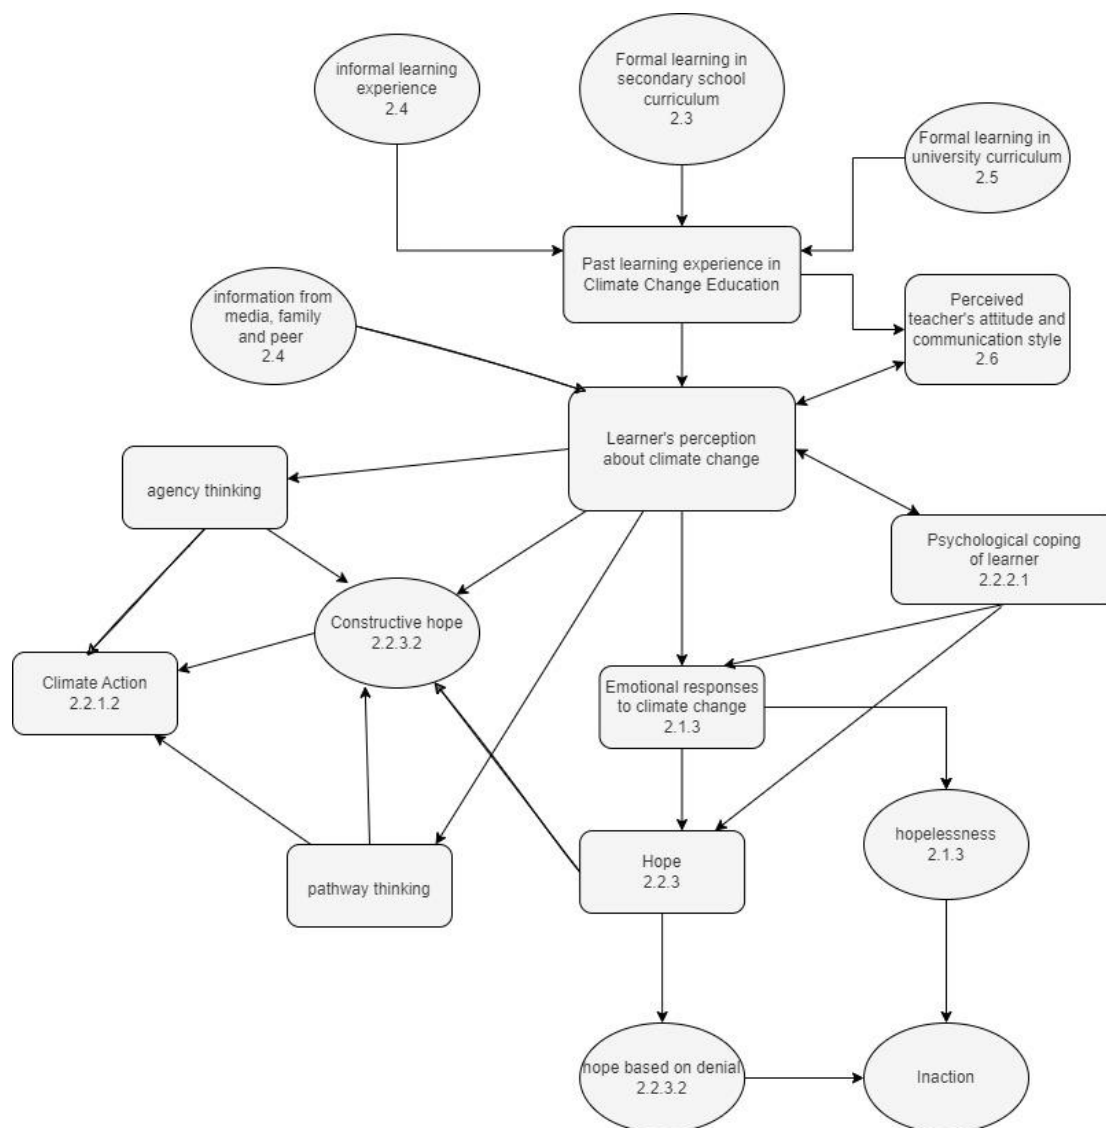 informal learning
experience
2.4
Formal learning in
secondary school
curriculum
2.3
Formal learning in
university curriculum
2.5
Past learning experience in
Climate Change Education
information from
media, family
and peer
2.4
Perceived
teacher's attitude and
communication style
2.6
Learner's perception
about climate change
agency thinking
Psychological coping
of learner
2.2.2.1
Constructive hope
2.2.3.2
Climate Action
2.2.1.2
Emotional responses
to climate change
2.1.3
hopelessness
2.1.3
Hope
2.2.3
pathway thinking
hope based on denial
2.2.3.2
Inaction